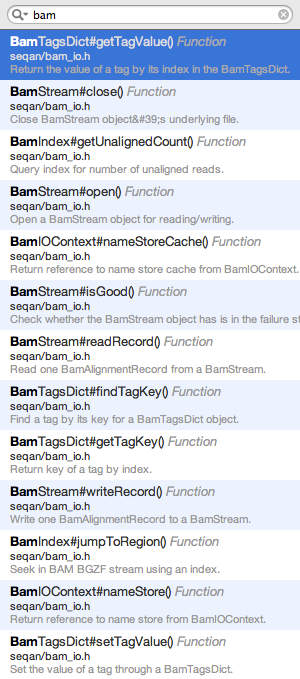 bam
BamTagsDict#getTagValue() Function
seqan/bam_io.h
Return the value of a tag by its index in the BamTagsDict.
BamStream#close() Function
seqan/bam_io.h
Close BamStream object&#39;s underlying file.
BamIndex#getUnalignedCount() Function
seqan/bam_io.h
Query index for number of unaligned reads.
BamStream#open() Function
seqan/bam_io.h
Open a BamStream object for reading/writing.
BamIOContext#nameStoreCache() Function
seqan/bam_io.h
Return reference to name store cache from BamIOContext.
BamStream#isGood() Function
seqan/bam_io.h
Check whether the BamStream object has is in the failure st
BamStream#readRecord() Function
seqan/bam_io.h
Read one BamAlignmentRecord from a BamStream.
BamTagsDict#findTagKey() Function
seqan/bam_io.h
Find a tag by its key for a BamTagsDict object.
BamTagsDict#getTagKey() Function
seqan/bam_io.h
Return key of a tag by index.
BamStream#writeRecord() Function
seqan/bam_io.h
Write one BamAlignmentRecord to a BamStream.
BamIndex#jumpToRegion() Function
seqan/bam_io.h
Seek in BAM BGZF stream using an index.
BamIOContext#nameStore() Function
seqan/bam_io.h
Return reference to name store from BamIOContext.
BamTagsDict#setTagValue() Function
seqan/bam_io.h
Set the value of a tag through a BamTagsDict.